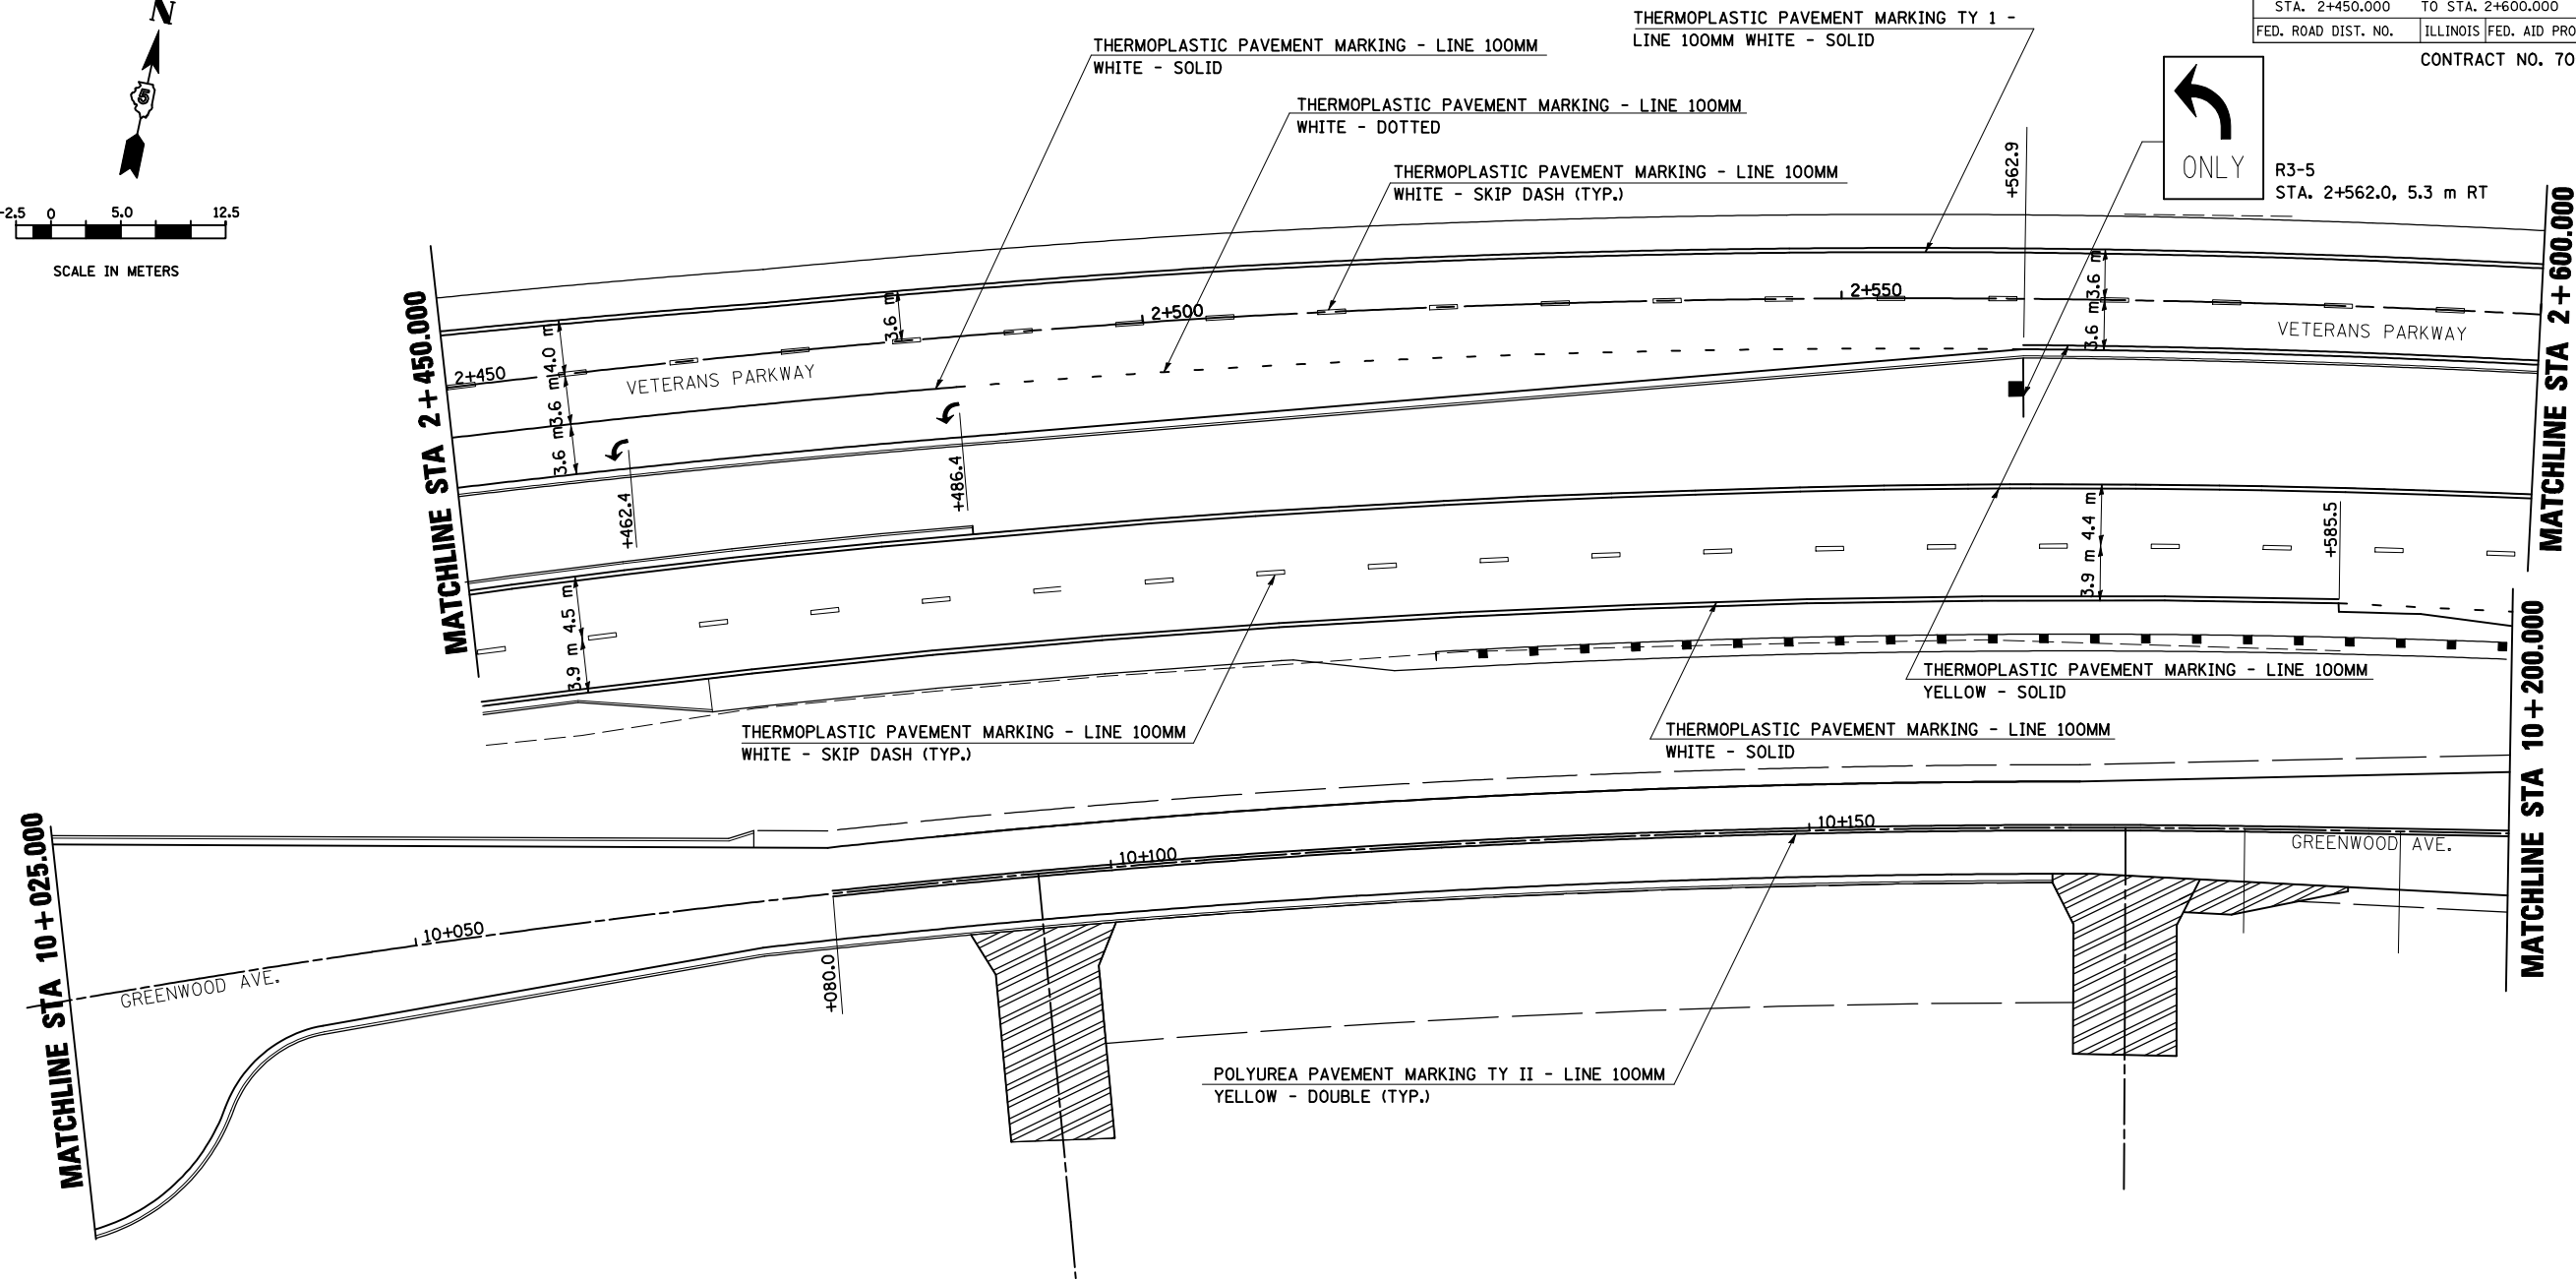 N
5
-2.5 0 5.0 12.5
SCALE IN METERS
STA. 2+450.000 TO STA. 2+600.000
FED. ROAD DIST. NO. ILLINOIS FED. AID
CONTRACT NO. 70
THERMOPLASTIC PAVEMENT MARKING TY 1 -
LINE 100MM WHITE - SOLID
THERMOPLASTIC PAVEMENT MARKING - LINE 100MM
WHITE - SOLID
THERMOPLASTIC PAVEMENT MARKING - LINE 100MM
WHITE - DOTTED
THERMOPLASTIC PAVEMENT MARKING - LINE 100MM
WHITE - SKIP DASH (TYP.)
+562.9
ONLY
R3-5
STA. 2+562.0, 5.3 m RT
MATCHLINE STA 2+450.000
MATCHLINE STA 2+600.000
2+450
2+500
2+550
VETERANS PARKWAY
VETERANS PARKWAY
4.0 m
3.6 m
3.6 m
3.6 m
3.6 m
3.6 m
+462.4
+486.4
4.5 m
3.9 m
4.4 m
3.9 m
+585.5
THERMOPLASTIC PAVEMENT MARKING - LINE 100MM
YELLOW - SOLID
THERMOPLASTIC PAVEMENT MARKING - LINE 100MM
WHITE - SKIP DASH (TYP.)
THERMOPLASTIC PAVEMENT MARKING - LINE 100MM
WHITE - SOLID
MATCHLINE STA 10+025.000
MATCHLINE STA 10+200.000
10+050
10+100
10+150
GREENWOOD AVE.
GREENWOOD AVE.
+080.0
POLYUREA PAVEMENT MARKING TY II - LINE 100MM
YELLOW - DOUBLE (TYP.)